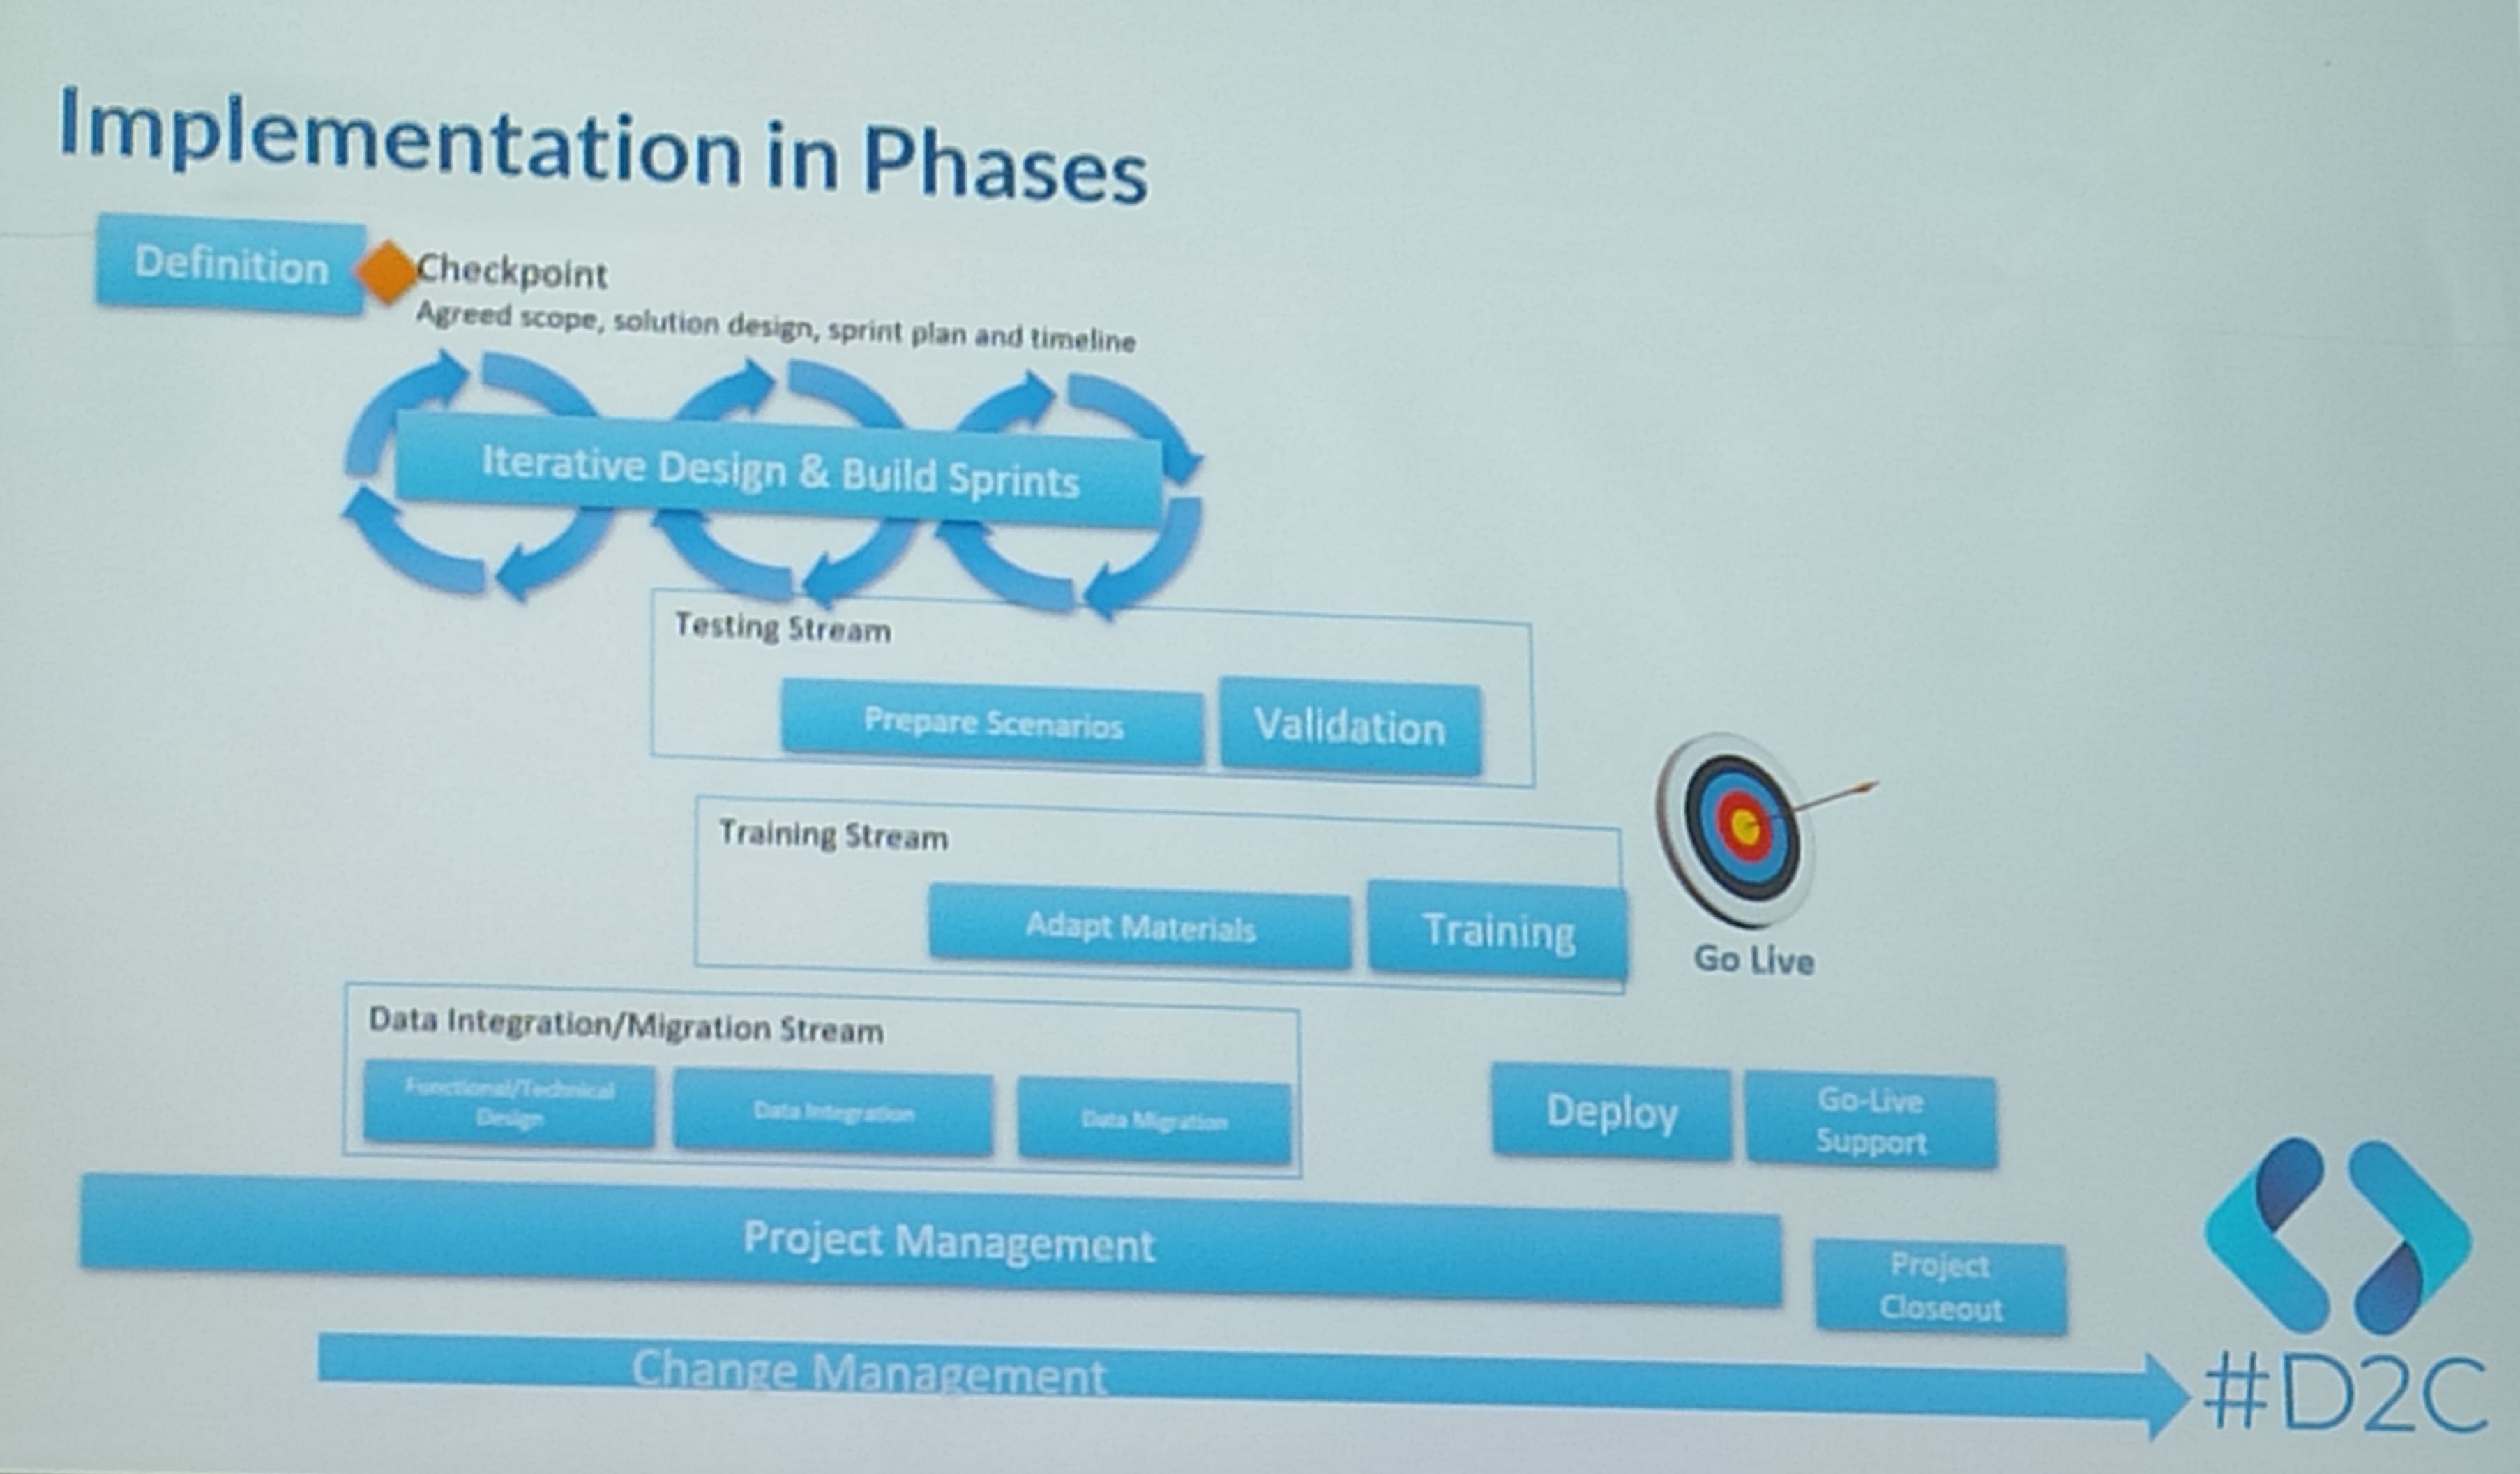 Implementation in Phases
Definition
Checkpoint
Agreed scope, solution design, sprint plan and timeline
Iterative Design & Build Sprints
Testing Stream
Prepare Scenarios
Validation
Training Stream
Adapt Materials
Training
Go Live
Data Integration/Migration Stream
Functional/Technical
Design
Data Integration
Data Migration
Deploy
Go-Live
Support
Project Management
Project
Closeout
Change Management
#D2C